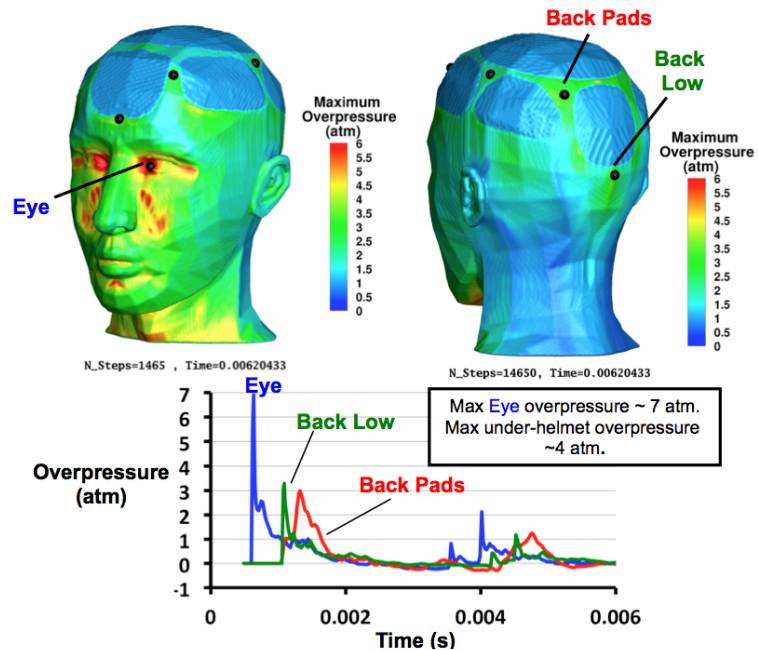 Back Pads
Back
Low
Maximum
Overpressure
(atm)
6
5.5
5
4.5
4
3.5
3
2.5
2
1.5
1
0.5
0
Eye
Maximum
Overpressure
(atm)
6
5.5
5
4.5
4
3.5
3
2.5
2
1.5
1
0.5
0
N_Steps=1465 , Time=0.00620433
N_Steps=14650, Time=0.00620433
Eye
Back Low
Back Pads
Max Eye overpressure ~ 7 atm.
Max under-helmet overpressure
~4 atm.
Overpressure
(atm)
7
6
5
4
3
2
1
0
-1
0
0.002
0.004
0.006
Time (s)